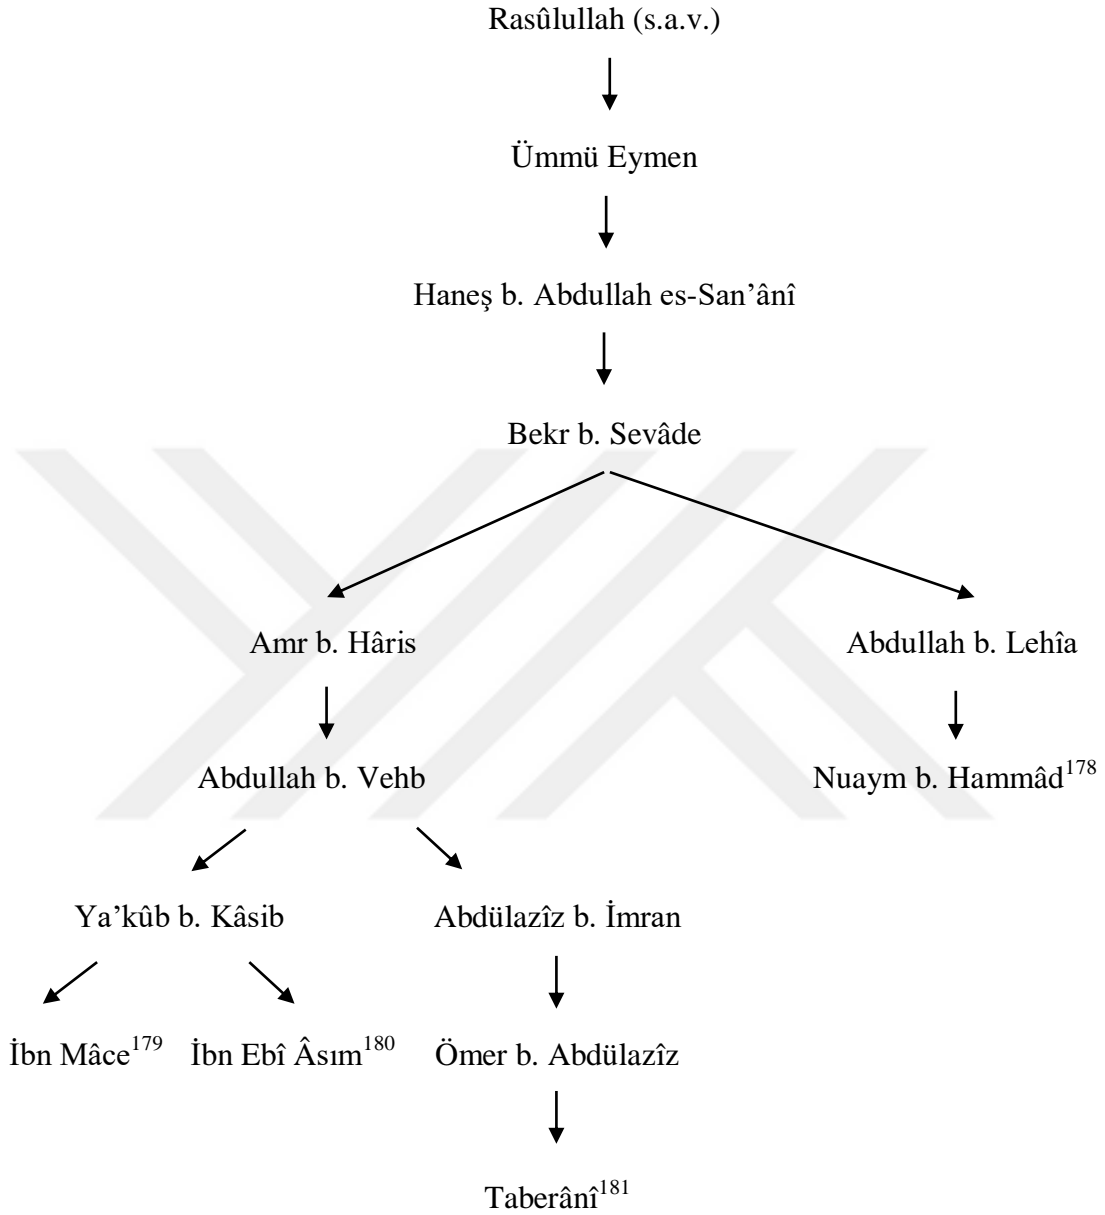 Rasûlullah (s.a.v.)
Ümmü Eymen
Haneş b. Abdullah es-San’ânî
Bekr b. Sevâde
Amr b. Hâris
Abdullah b. Lehîa
Abdullah b. Vehb
Nuaym b. Hammâd178
Ya’kûb b. Kâsib
Abdülazîz b. İmran
İbn Mâce179
İbn Ebî Âsım180
Ömer b. Abdülazîz
Taberânî181